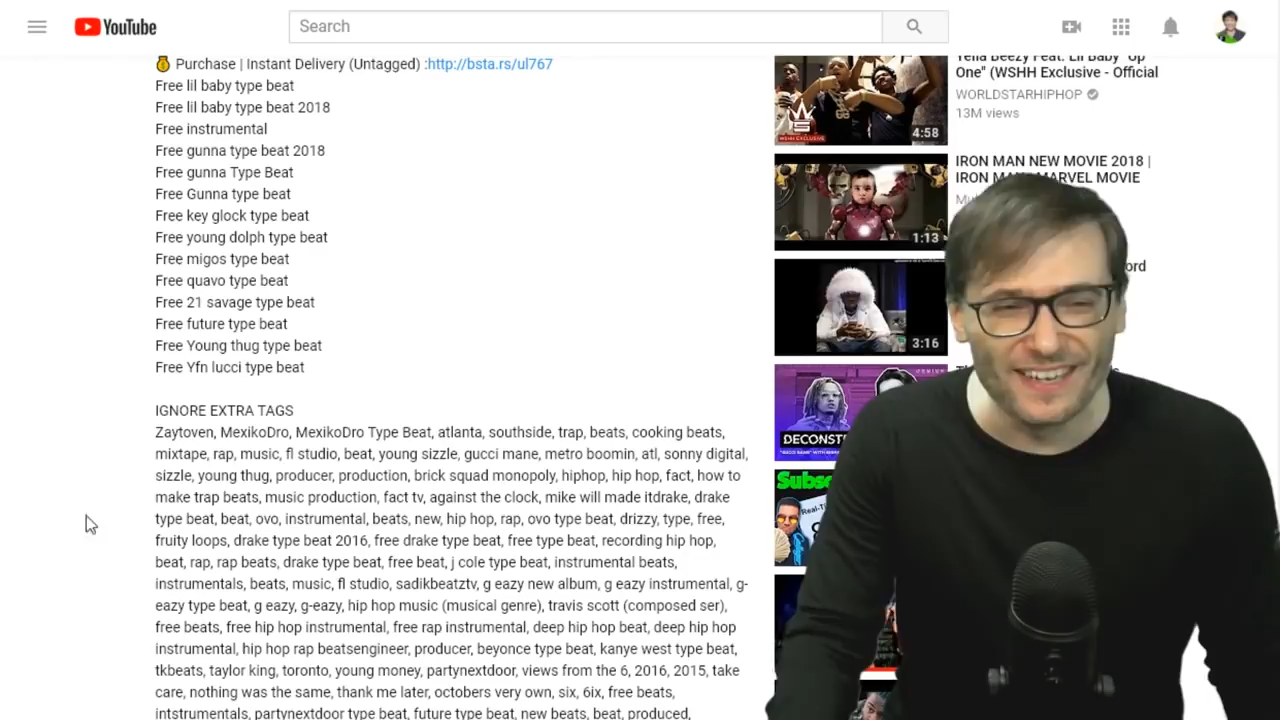 YouTube
Search
💰 Purchase | Instant Delivery (Untagged) :http://bsta.rs/ul767
Free lil baby type beat
Free lil baby type beat 2018
Free instrumental
Free gunna type beat 2018
Free gunna Type Beat
Free Gunna type beat
Free key glock type beat
Free young dolph type beat
Free migos type beat
Free quavo type beat
Free 21 savage type beat
Free future type beat
Free Young thug type beat
Free Yfn lucci type beat
IGNORE EXTRA TAGS
Zaytoven, MexikoDro, MexikoDro Type Beat, atlanta, southside, trap, beats, cooking beats,
mixtape, rap, music, fl studio, beat, young sizzle, gucci mane, metro boomin, atl, sonny digital,
sizzle, young thug, producer, production, brick squad monopoly, hiphop, hip hop, fact, how to
make trap beats, music production, fact tv, against the clock, mike will made itdrake, drake
type beat, beat, ovo, instrumental, beats, new, hip hop, rap, ovo type beat, drizzy, type, free,
fruity loops, drake type beat 2016, free drake type beat, free type beat, recording hip hop,
beat, rap, rap beats, drake type beat, free beat, j cole type beat, instrumental beats,
instrumentals, beats, music, fl studio, sadikbeatztv, g eazy new album, g eazy instrumental, g-
eazy type beat, g eazy, g-eazy, hip hop music (musical genre), travis scott (composed ser),
free beats, free hip hop instrumental, free rap instrumental, deep hip hop beat, deep hip hop
instrumental, hip hop rap beatsengineer, producer, beyonce type beat, kanye west type beat,
tkbeats, taylor king, toronto, young money, partynextdoor, views from the 6, 2016, 2015, take
care, nothing was the same, thank me later, octobers very own, six, 6ix, free beats,
intstrumentals, partynextdoor type beat, future type beat, new beats, beat, produced,
Yella Beezy Feat. Lil Baby "Up
One" (WSHH Exclusive - Official
WORLDSTARHIPHOP
13M views
WSHH EXCLUSIVE
4:58
IRON MAN NEW MOVIE 2018 |
IRON MARVEL MOVIE
1:13
3:16
GENIUS
DECONST
Subsc
Real-Ti